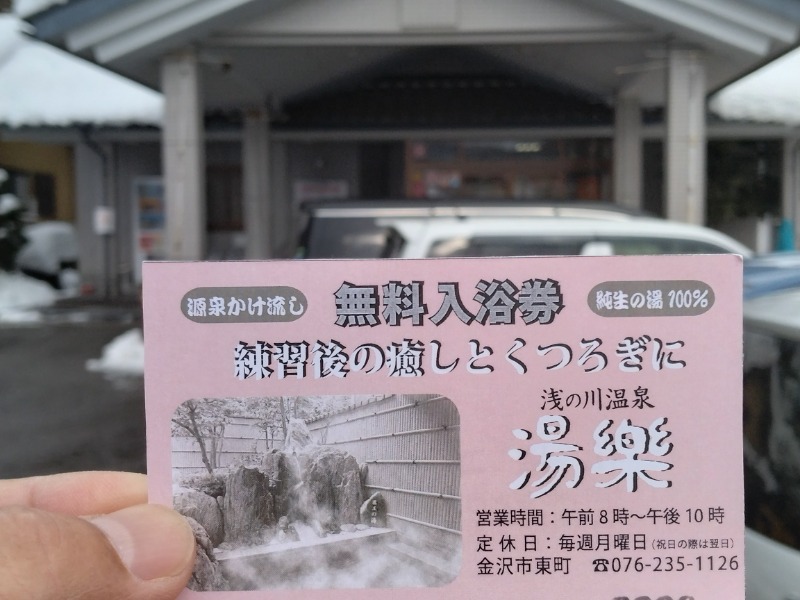 源泉かけ流し 無料入浴券 純生の湯 100%
練習後の癒しとくつろぎに
浅の川温泉
湯樂
営業時間：午前8時～午後10時
定休日：毎週月曜日（祝日の際は翌日）
金沢市東町 ☎076-235-1126